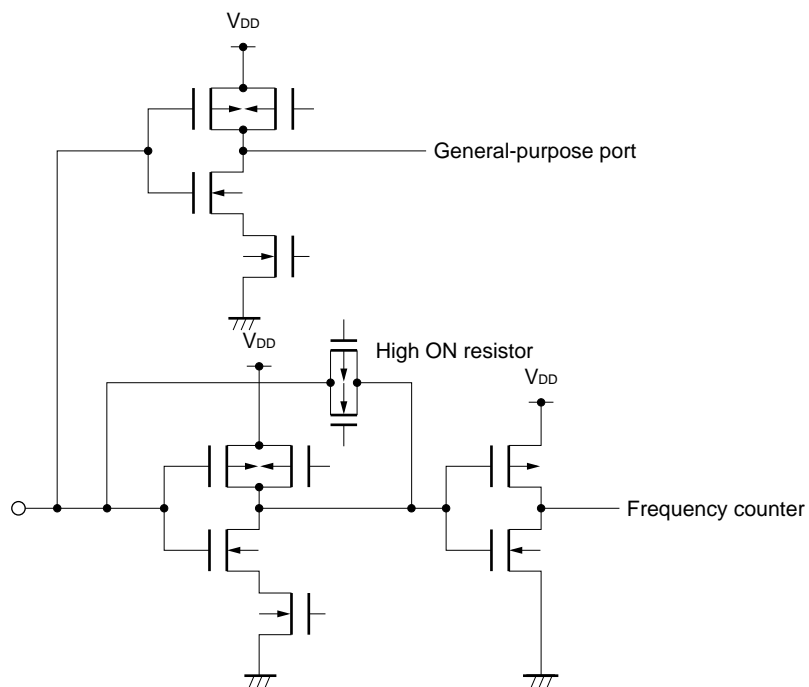 VDD
General-purpose port
VDD
High ON resistor
VDD
Frequency counter